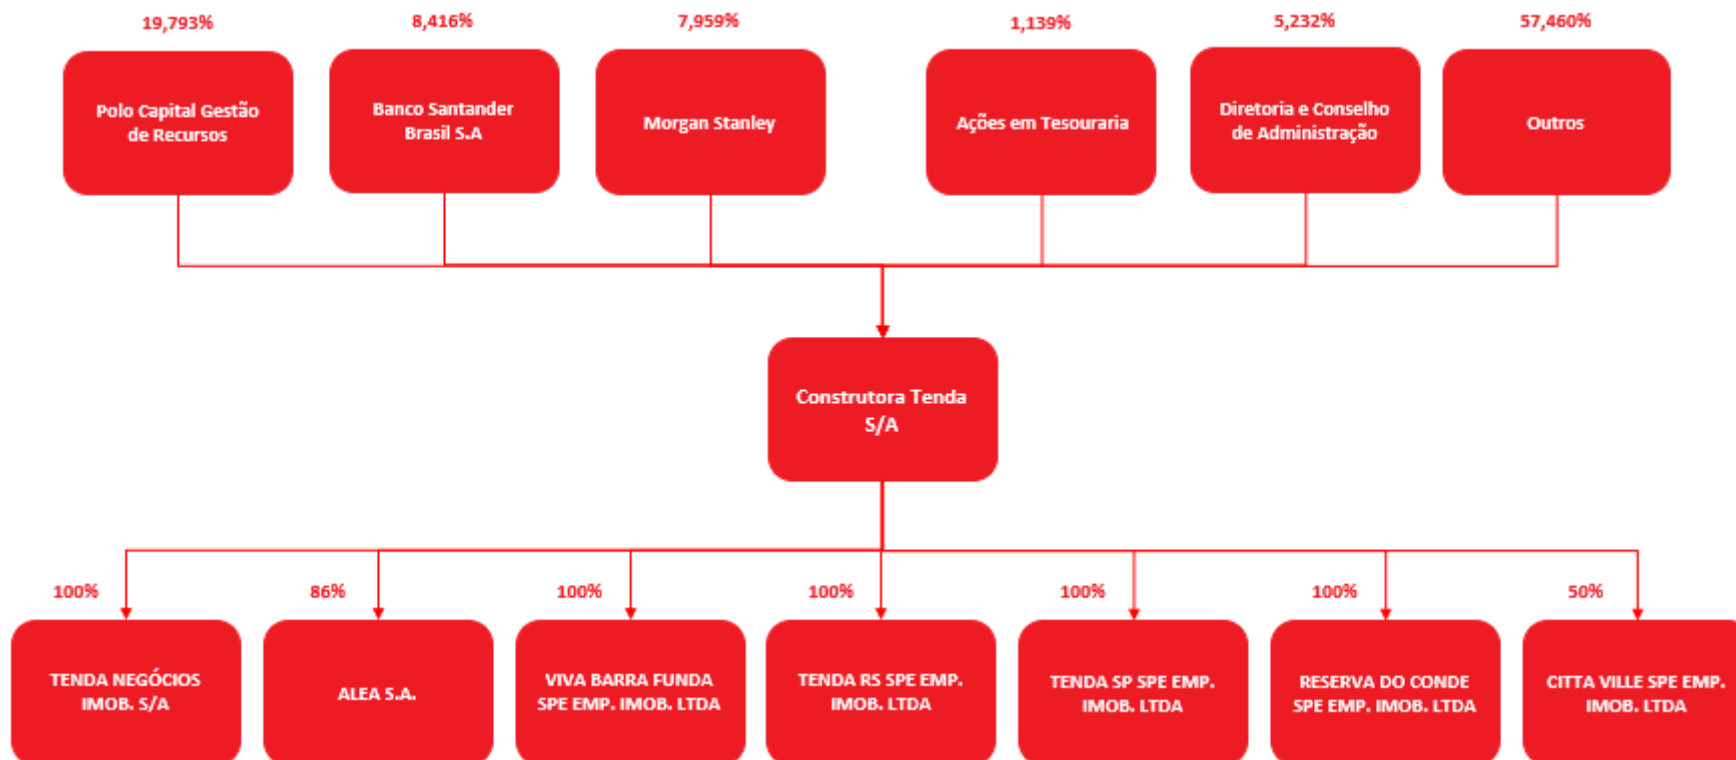 19,793%
8,416%
7,959%
1,139%
5,232%
57,460%
Polo Capital Gestão
de Recursos
Banco Santander
Brasil S.A
Morgan Stanley
Ações em Tesouraria
Diretoria e Conselho
de Administração
Outros
Construtora Tenda
S/A
100%
86%
100%
100%
100%
100%
50%
TENDA NEGÓCIOS
IMOB. S/A
ALEA S.A.
VIVA BARRA FUNDA
SPE EMP. IMOB. LTDA
TENDA RS SPE EMP.
IMOB. LTDA
TENDA SP SPE EMP.
IMOB. LTDA
RESERVA DO CONDE
SPE EMP. IMOB. LTDA
CITTA VILLE SPE EMP.
IMOB. LTDA